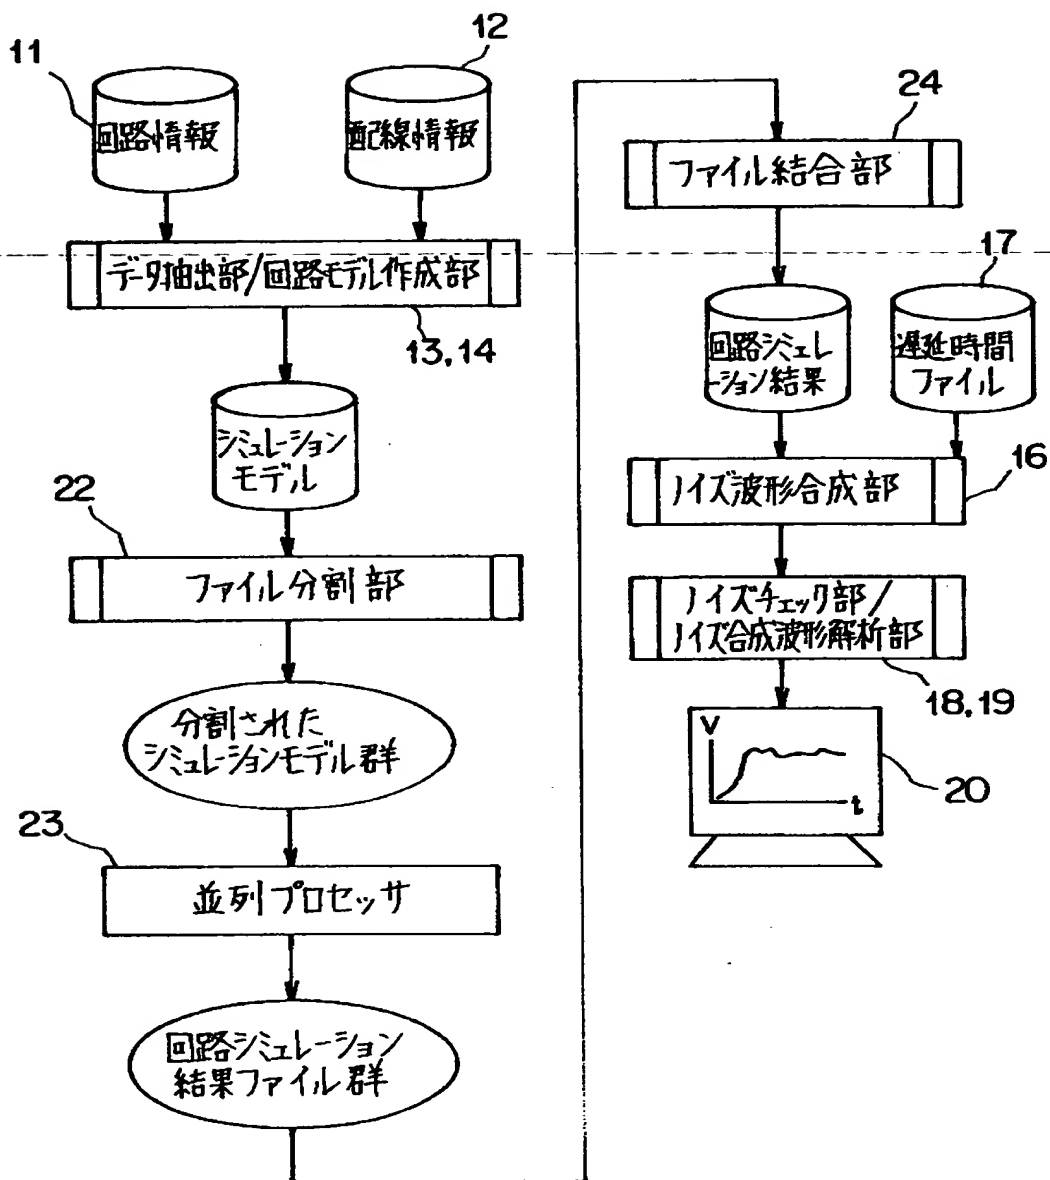 11
12
回路情報
配線情報
データ抽出部/回路モデル作成部
13,14
シミュレーション
モデル
22
ファイル分割部
分割された
シミュレーションモデル群
23
並列プロセッサ
回路シミュレーション
結果ファイル群
24
ファイル結合部
17
回路シミュレ
ーション結果
遅延時間
ファイル
ノイズ波形合成部
16
ノイズチェック部/
ノイズ合成波形解析部
18,19
V
t
20